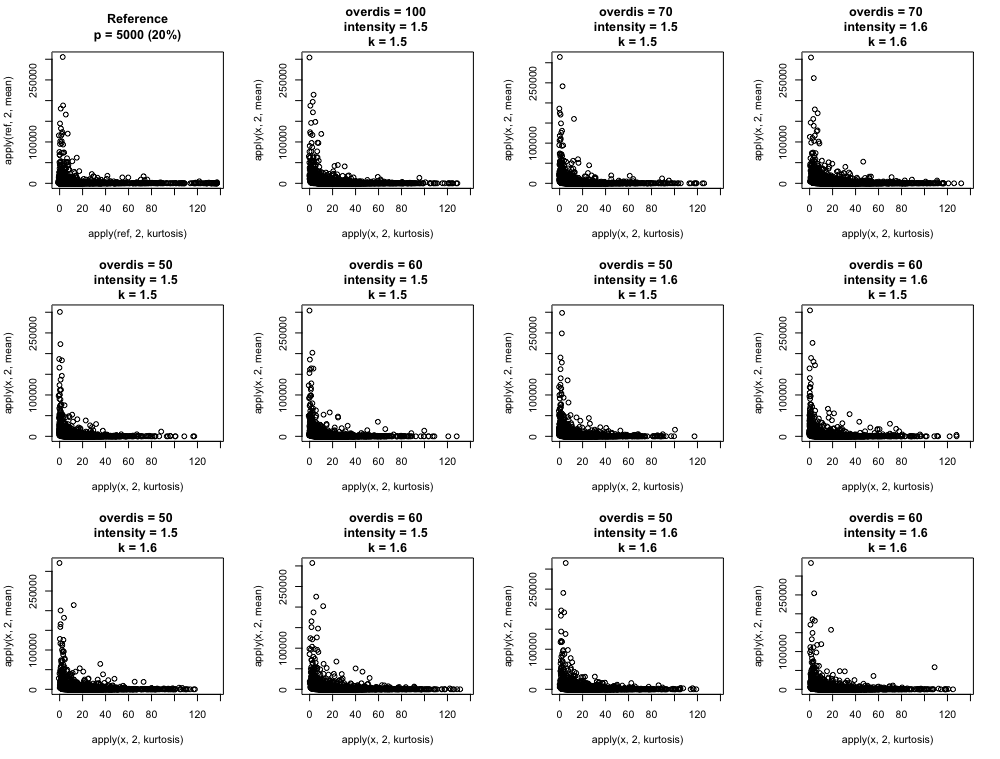 Reference
p = 5000 (20%)
apply(ref, 2, mean)
0 100000 250000
0 20 40 60 80 120
apply(ref, 2, kurtosis)
overdis = 100
intensity = 1.5
k = 1.5
apply(x, 2, mean)
0 100000 250000
0 20 40 60 80 120
apply(x, 2, kurtosis)
overdis = 70
intensity = 1.5
k = 1.5
apply(x, 2, mean)
0 100000 250000
0 20 40 60 80 120
apply(x, 2, kurtosis)
overdis = 70
intensity = 1.6
k = 1.6
apply(x, 2, mean)
0 100000 250000
0 20 40 60 80 120
apply(x, 2, kurtosis)
overdis = 50
intensity = 1.5
k = 1.5
apply(x, 2, mean)
0 100000 250000
0 20 40 60 80 120
apply(x, 2, kurtosis)
overdis = 60
intensity = 1.5
k = 1.5
apply(x, 2, mean)
0 100000 250000
0 20 40 60 80 120
apply(x, 2, kurtosis)
overdis = 50
intensity = 1.6
k = 1.5
apply(x, 2, mean)
0 100000 250000
0 20 40 60 80 120
apply(x, 2, kurtosis)
overdis = 60
intensity = 1.6
k = 1.5
apply(x, 2, mean)
0 100000 250000
0 20 40 60 80 120
apply(x, 2, kurtosis)
overdis = 50
intensity = 1.5
k = 1.6
apply(x, 2, mean)
0 100000 250000
0 20 40 60 80 120
apply(x, 2, kurtosis)
overdis = 60
intensity = 1.5
k = 1.6
apply(x, 2, mean)
0 100000 250000
0 20 40 60 80 120
apply(x, 2, kurtosis)
overdis = 50
intensity = 1.6
k = 1.6
apply(x, 2, mean)
0 100000 250000
0 20 40 60 80 120
apply(x, 2, kurtosis)
overdis = 60
intensity = 1.6
k = 1.6
apply(x, 2, mean)
0 100000 250000
0 20 40 60 80 120
apply(x, 2, kurtosis)